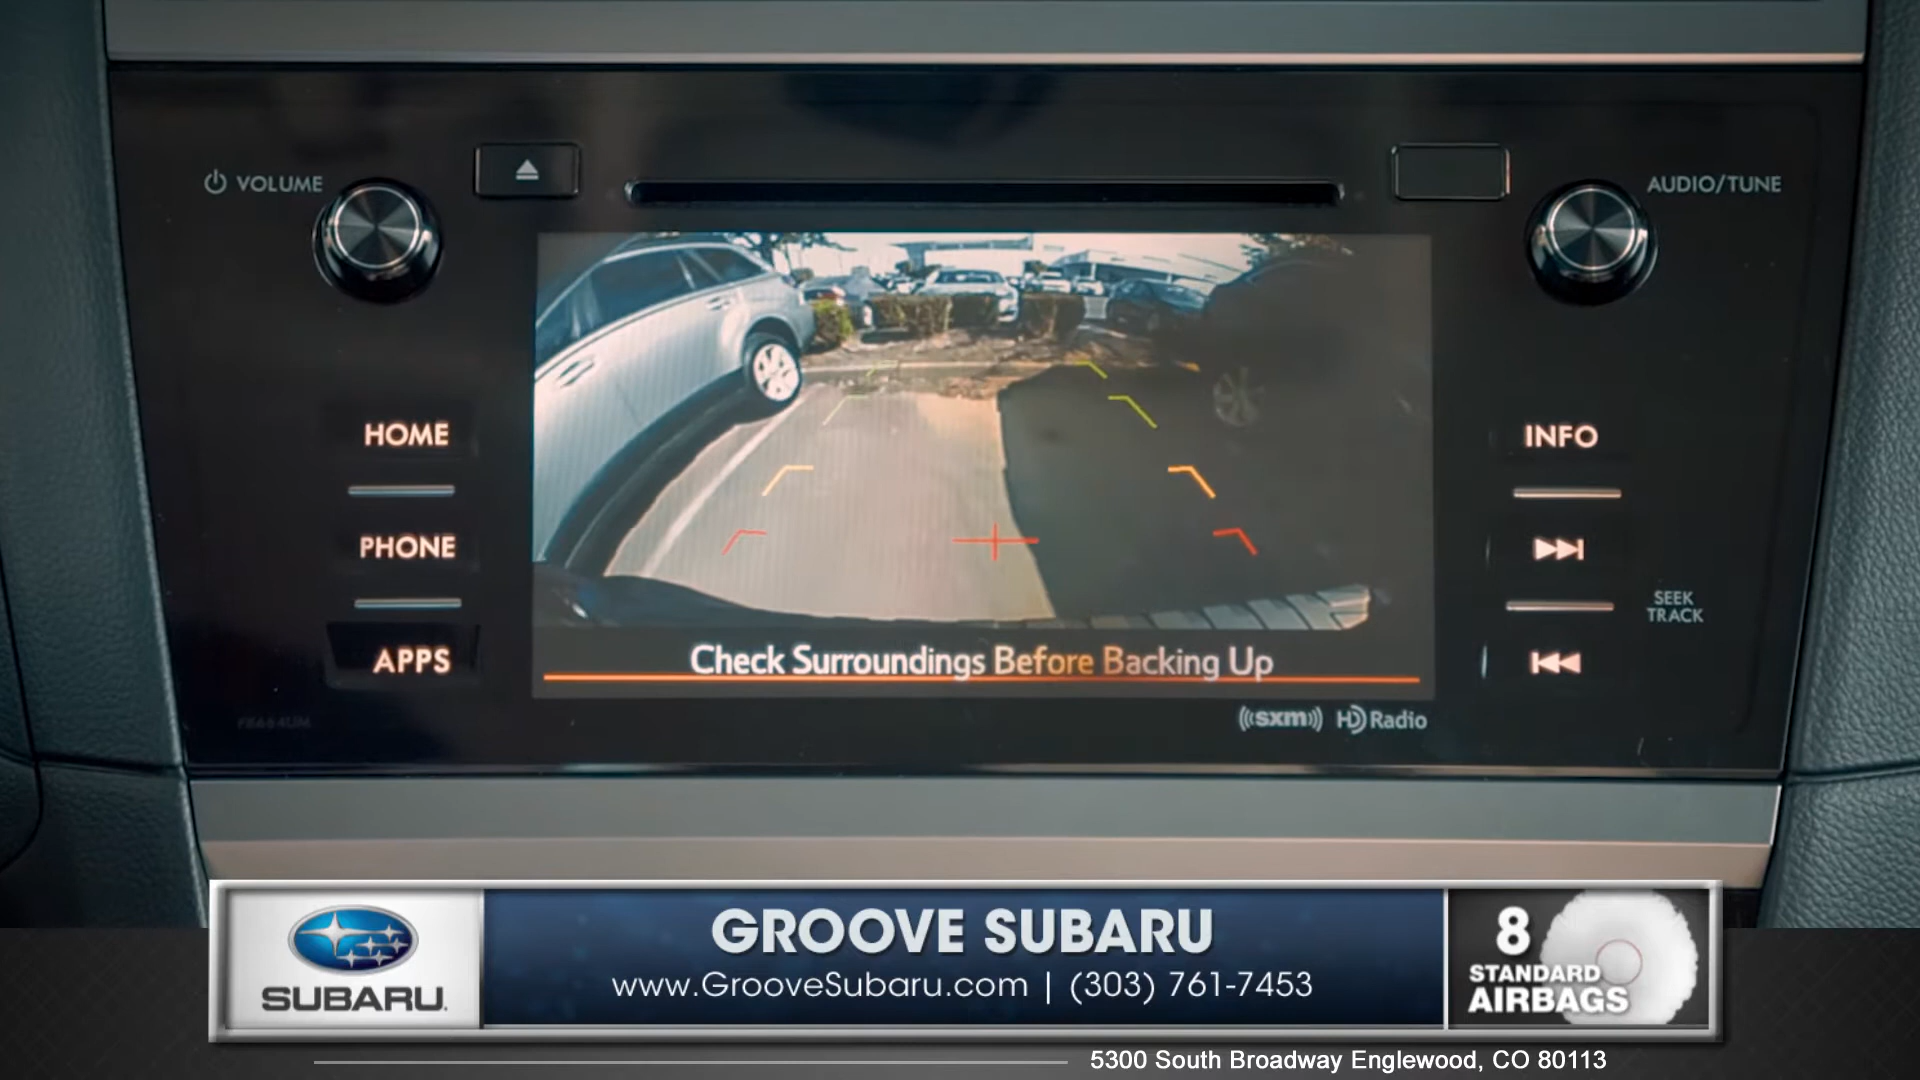 VOLUME
AUDIO/TUNE
HOME
PHONE
APPS
INFO
SEEK
TRACK
Check Surroundings Before Backing Up
((sxm)) HD Radio
GROOVE SUBARU
www.GrooveSubaru.com | (303) 761-7453
SUBARU
8
STANDARD
AIRBAGS
5300 South Broadway Englewood, CO 80113